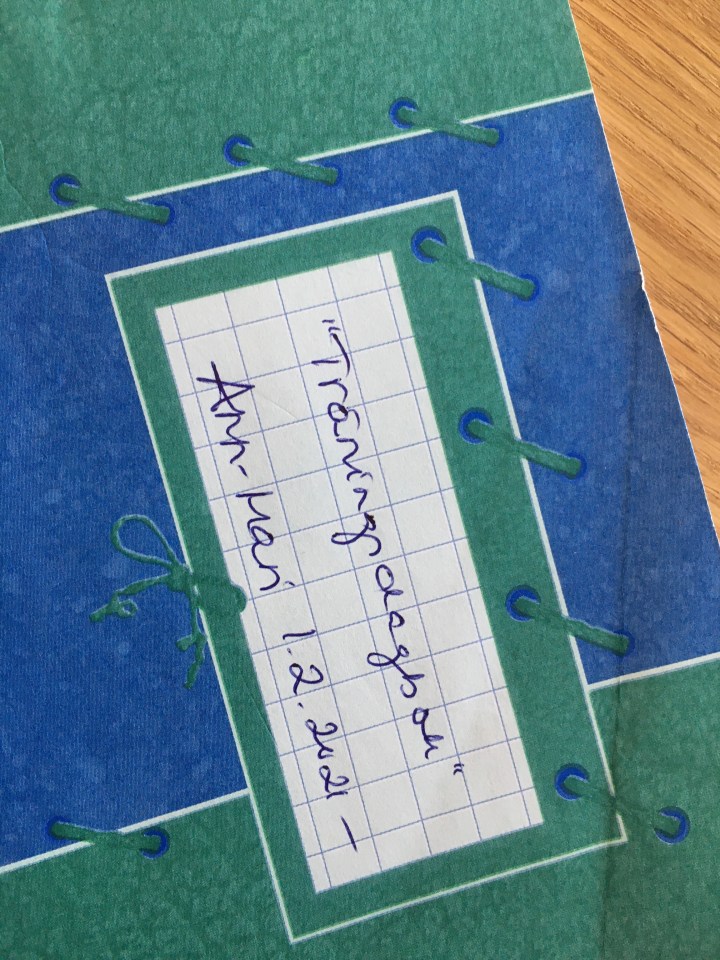 "Träningsdagbok"
Ann-Mari 1.2.2021 –